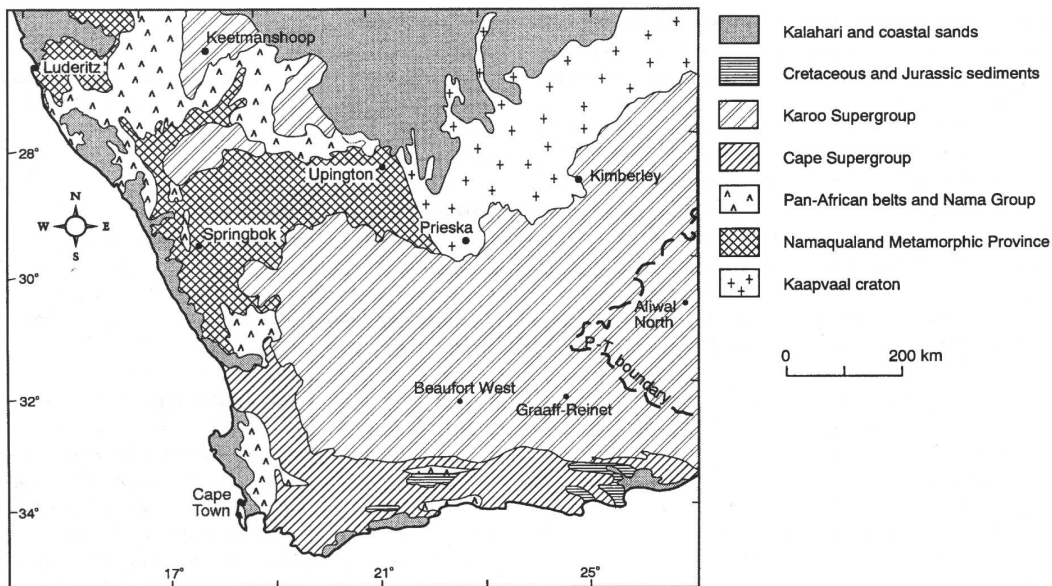 Keetmanshoop
Luderitz
28°
Upington
Kimberley
N
W E
S
Springbok
Prieska
30°
Aliwal
North
P-T boundary
Beaufort West
Graaff-Reinet
32°
Cape
Town
34°
17°
21°
25°
Kalahari and coastal sands
Cretaceous and Jurassic sediments
Karoo Supergroup
Cape Supergroup
Pan-African belts and Nama Group
Namaqualand Metamorphic Province
Kaapvaal craton
0 200 km